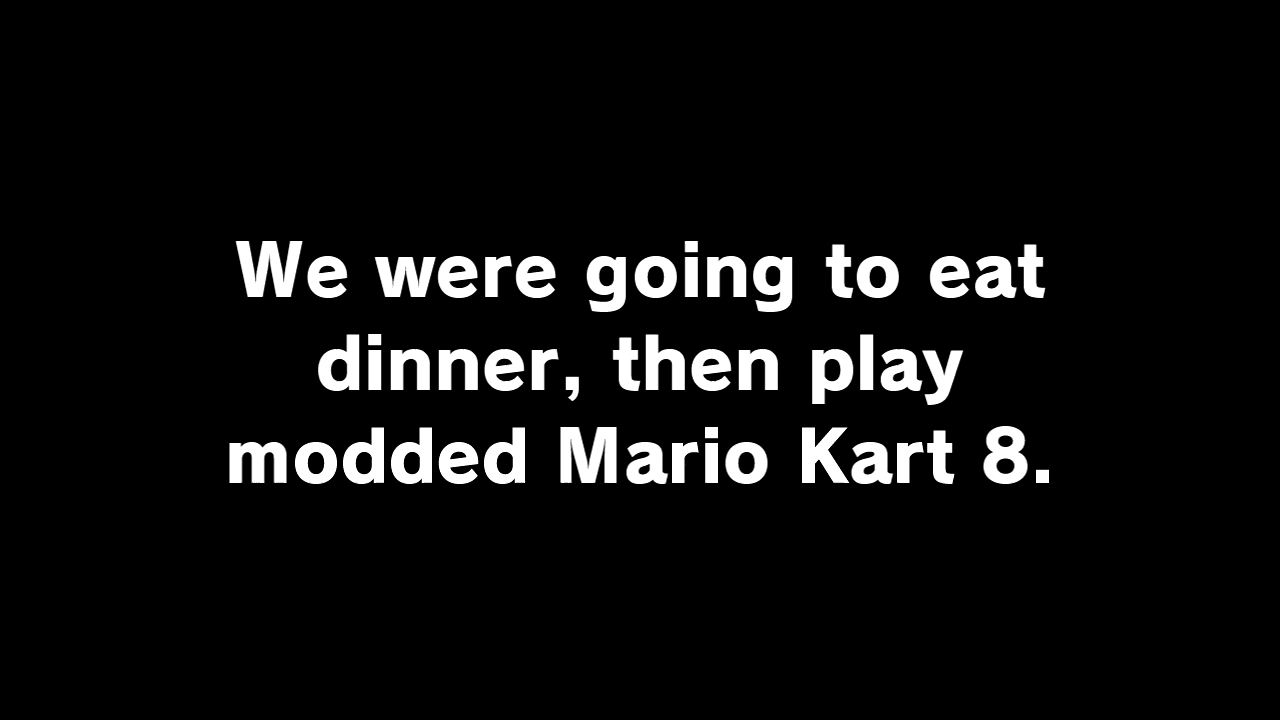 We were going to eat
dinner, then play
modded Mario Kart 8.